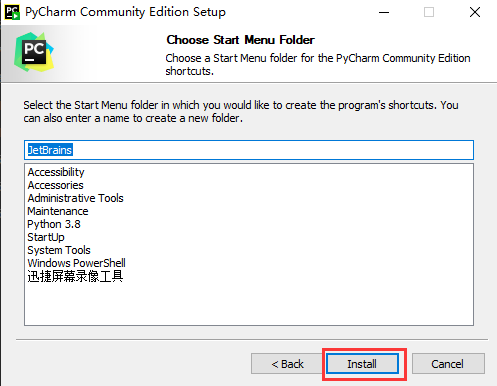 PyCharm Community Edition Setup
PC
Choose Start Menu Folder
Choose a Start Menu folder for the PyCharm Community Edition
shortcuts.
Select the Start Menu folder in which you would like to create the program's shortcuts. You
can also enter a name to create a new folder.
JetBrains
Accessibility
Accessories
Administrative Tools
Maintenance
Python 3.8
StartUp
System Tools
Windows PowerShell
迅捷屏幕录像工具
< Back
Install
Cancel